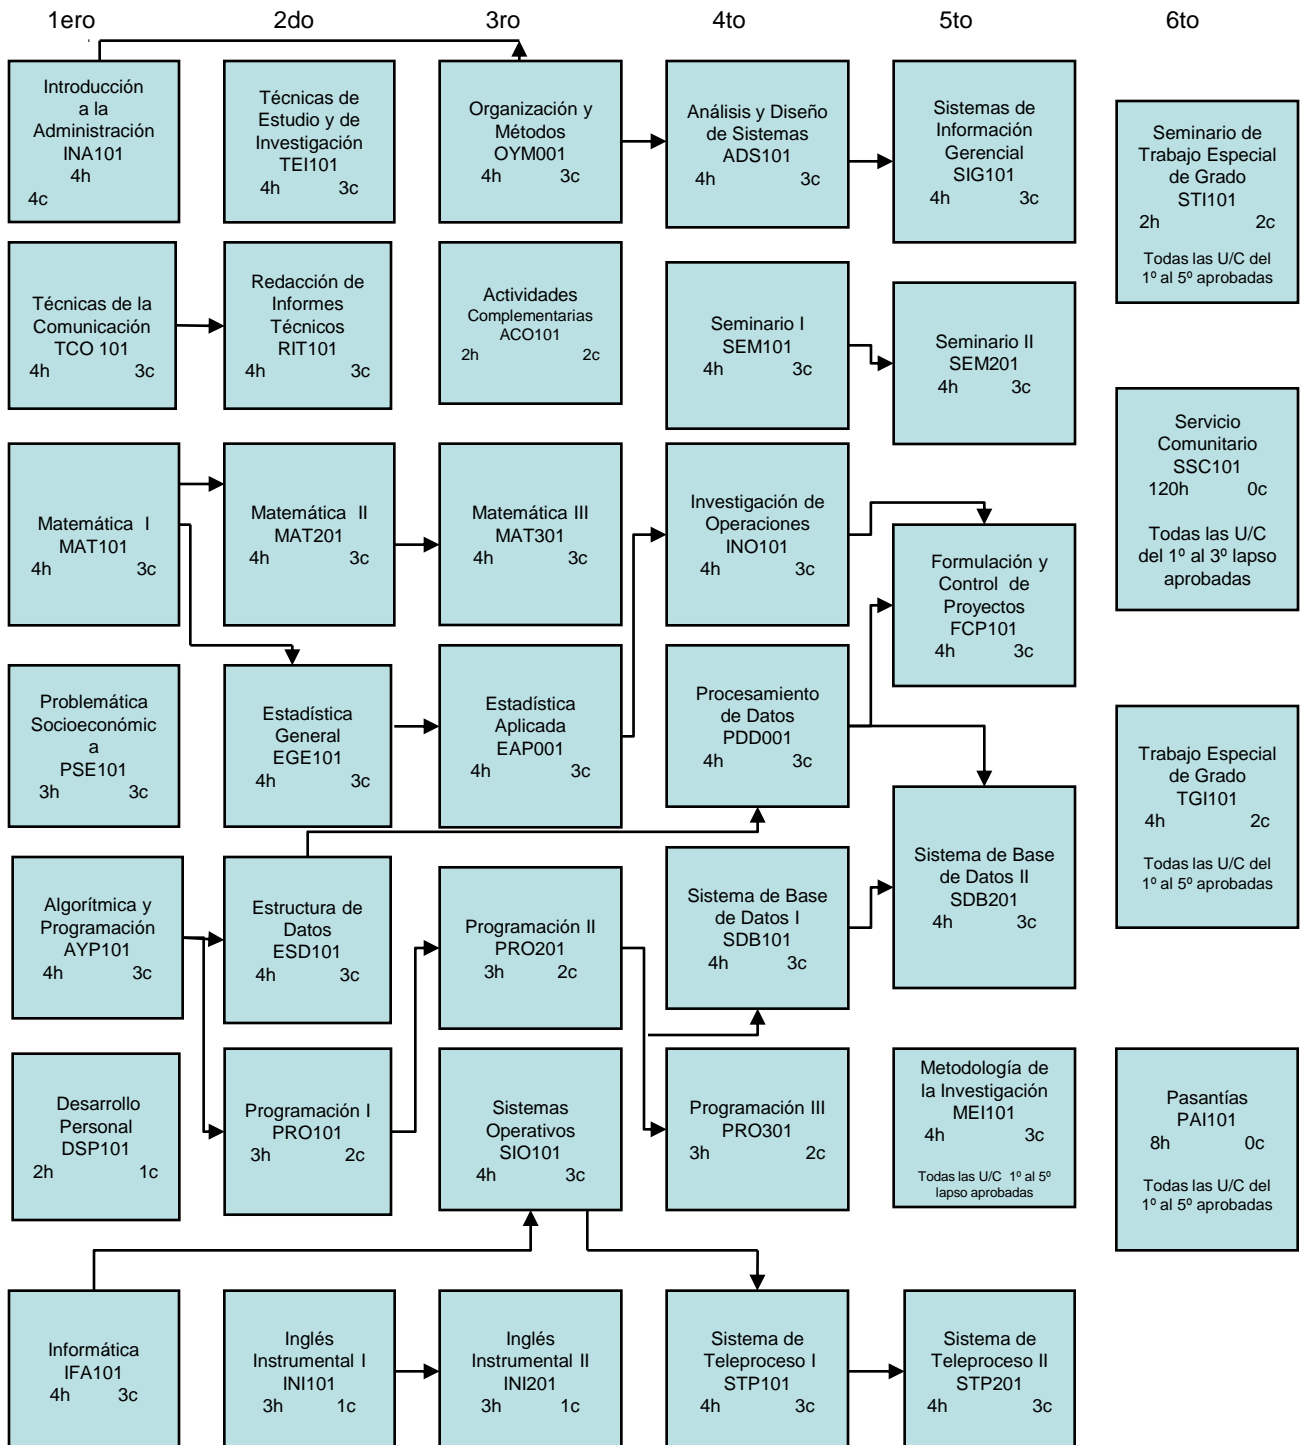 1ero
2do
3ro
4to
5to
6to
Introducción
a la
Administración
INA101
4h
4c
Técnicas de
Estudio y de
Investigación
TEI101
4h 3c
Organización y
Métodos
OYM001
4h 3c
Análisis y Diseño
de Sistemas
ADS101
4h 3c
Sistemas de
Información
Gerencial
SIG101
4h 3c
Seminario de
Trabajo Especial
de Grado
STI101
2h 2c
Todas las U/C del
1º al 5º aprobadas
Técnicas de la
Comunicación
TCO 101
4h 3c
Redacción de
Informes
Técnicos
RIT101
4h 3c
Actividades
Complementarias
ACO101
2h 2c
Seminario I
SEM101
4h 3c
Seminario II
SEM201
4h 3c
Servicio
Comunitario
SSC101
120h 0c
Todas las U/C
del 1º al 3º lapso
aprobadas
Matemática I
MAT101
4h 3c
Matemática II
MAT201
4h 3c
Matemática III
MAT301
4h 3c
Investigación de
Operaciones
INO101
4h 3c
Formulación y
Control de
Proyectos
FCP101
4h 3c
Problemática
Socioeconómic
a
PSE101
3h 3c
Estadística
General
EGE101
4h 3c
Estadística
Aplicada
EAP001
4h 3c
Procesamiento
de Datos
PDD001
4h 3c
Trabajo Especial
de Grado
TGI101
4h 2c
Todas las U/C del
1º al 5º aprobadas
Algorítmica y
Programación
AYP101
4h 3c
Estructura de
Datos
ESD101
4h 3c
Programación II
PRO201
3h 2c
Sistema de Base
de Datos I
SDB101
4h 3c
Sistema de Base
de Datos II
SDB201
4h 3c
Desarrollo
Personal
DSP101
2h 1c
Programación I
PRO101
3h 2c
Sistemas
Operativos
SIO101
4h 3c
Programación III
PRO301
3h 2c
Metodología de
la Investigación
MEI101
4h 3c
Todas las U/C 1º al 5º
lapso aprobadas
Pasantías
PAI101
8h 0c
Todas las U/C del
1º al 5º aprobadas
Informática
IFA101
4h 3c
Inglés
Instrumental I
INI101
3h 1c
Inglés
Instrumental II
INI201
3h 1c
Sistema de
Teleproceso I
STP101
4h 3c
Sistema de
Teleproceso II
STP201
4h 3c